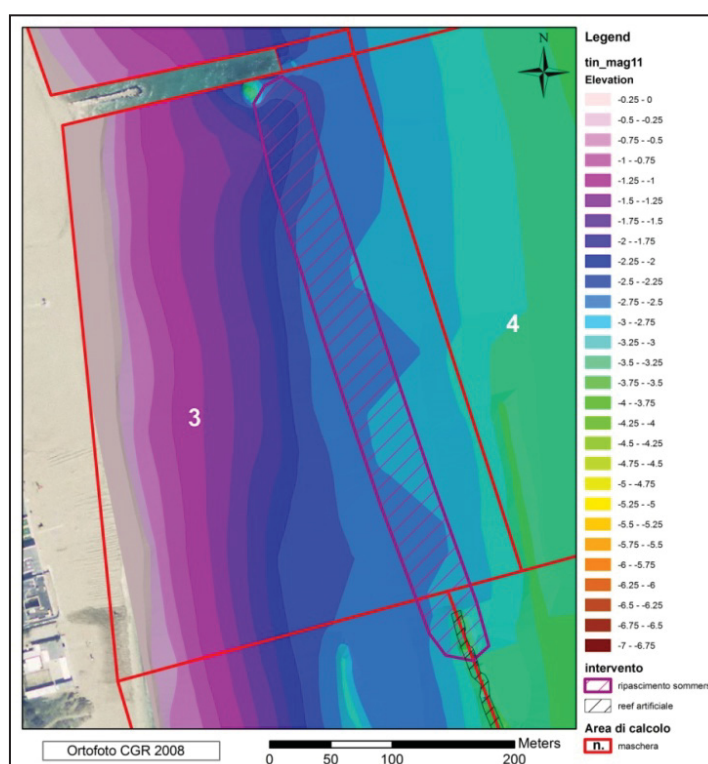 N
Legend
tin_mag11
Elevation
-0.25 - 0
-0.5 - -0.25
-0.75 - -0.5
-1 - -0.75
-1.25 - -1
-1.5 - -1.25
-1.75 - -1.5
-2 - -1.75
-2.25 - -2
-2.5 - -2.25
-2.75 - -2.5
-3 - -2.75
-3.25 - -3
-3.5 - -3.25
-3.75 - -3.5
-4 - -3.75
-4.25 - -4
-4.5 - -4.25
-4.75 - -4.5
-5 - -4.75
-5.25 - -5
-5.5 - -5.25
-5.75 - -5.5
-6 - -5.75
-6.25 - -6
-6.5 - -6.25
-6.75 - -6.5
-7 - -6.75
intervento
ripascimento sommers
reef artificiale
Area di calcolo
n. maschera
3
4
Ortofoto CGR 2008
0 50 100 200 Meters